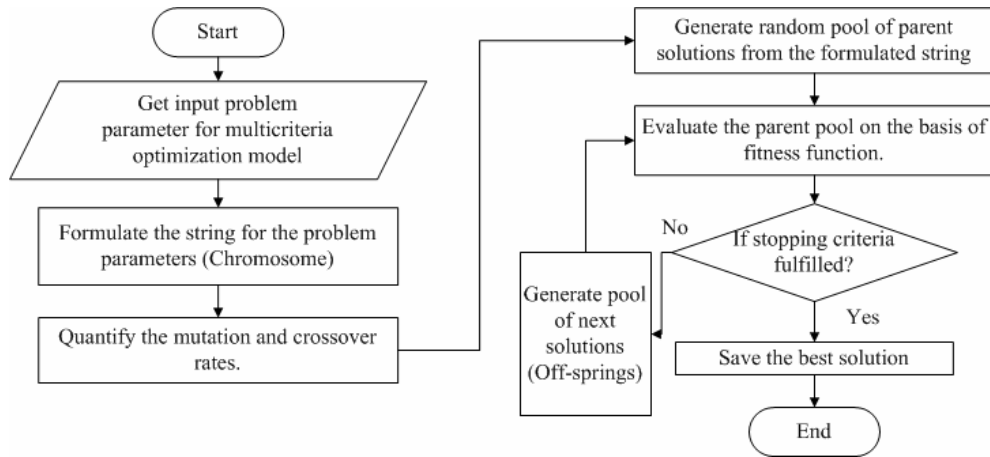 Start
Get input problem
parameter for multicriteria
optimization model
Formulate the string for the problem
parameters (Chromosome)
Quantify the mutation and crossover
rates.
Generate random pool of parent
solutions from the formulated string
Evaluate the parent pool on the basis of
fitness function.
If stopping criteria
fulfilled?
No
Generate pool
of next
solutions
(Off-springs)
Yes
Save the best solution
End